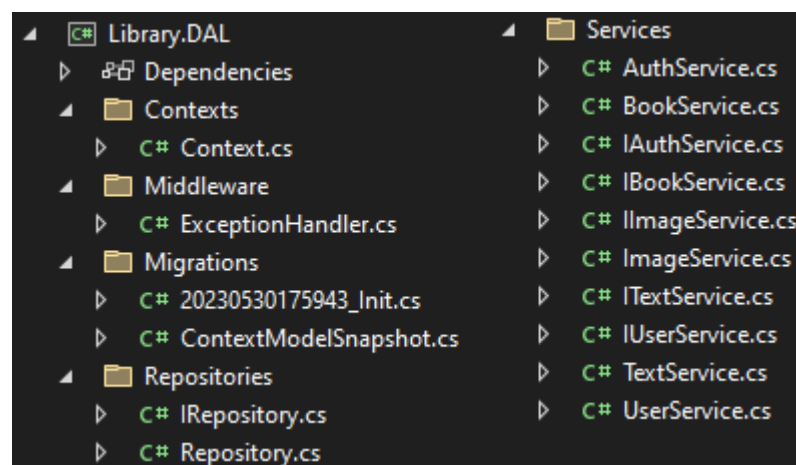 C# Library.DAL
Dependencies
Contexts
C# Context.cs
Middleware
C# ExceptionHandler.cs
Migrations
C# 20230530175943_Init.cs
C# ContextModelSnapshot.cs
Repositories
C# IRepository.cs
C# Repository.cs
Services
C# AuthService.cs
C# BookService.cs
C# IAuthService.cs
C# IBookService.cs
C# IImageService.cs
C# ImageService.cs
C# ITextService.cs
C# IUserService.cs
C# TextService.cs
C# UserService.cs